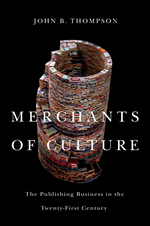 JOHN B. THOMPSON
MERCHANTS
OF CULTURE
The Publishing Business in the
Twenty-First Century